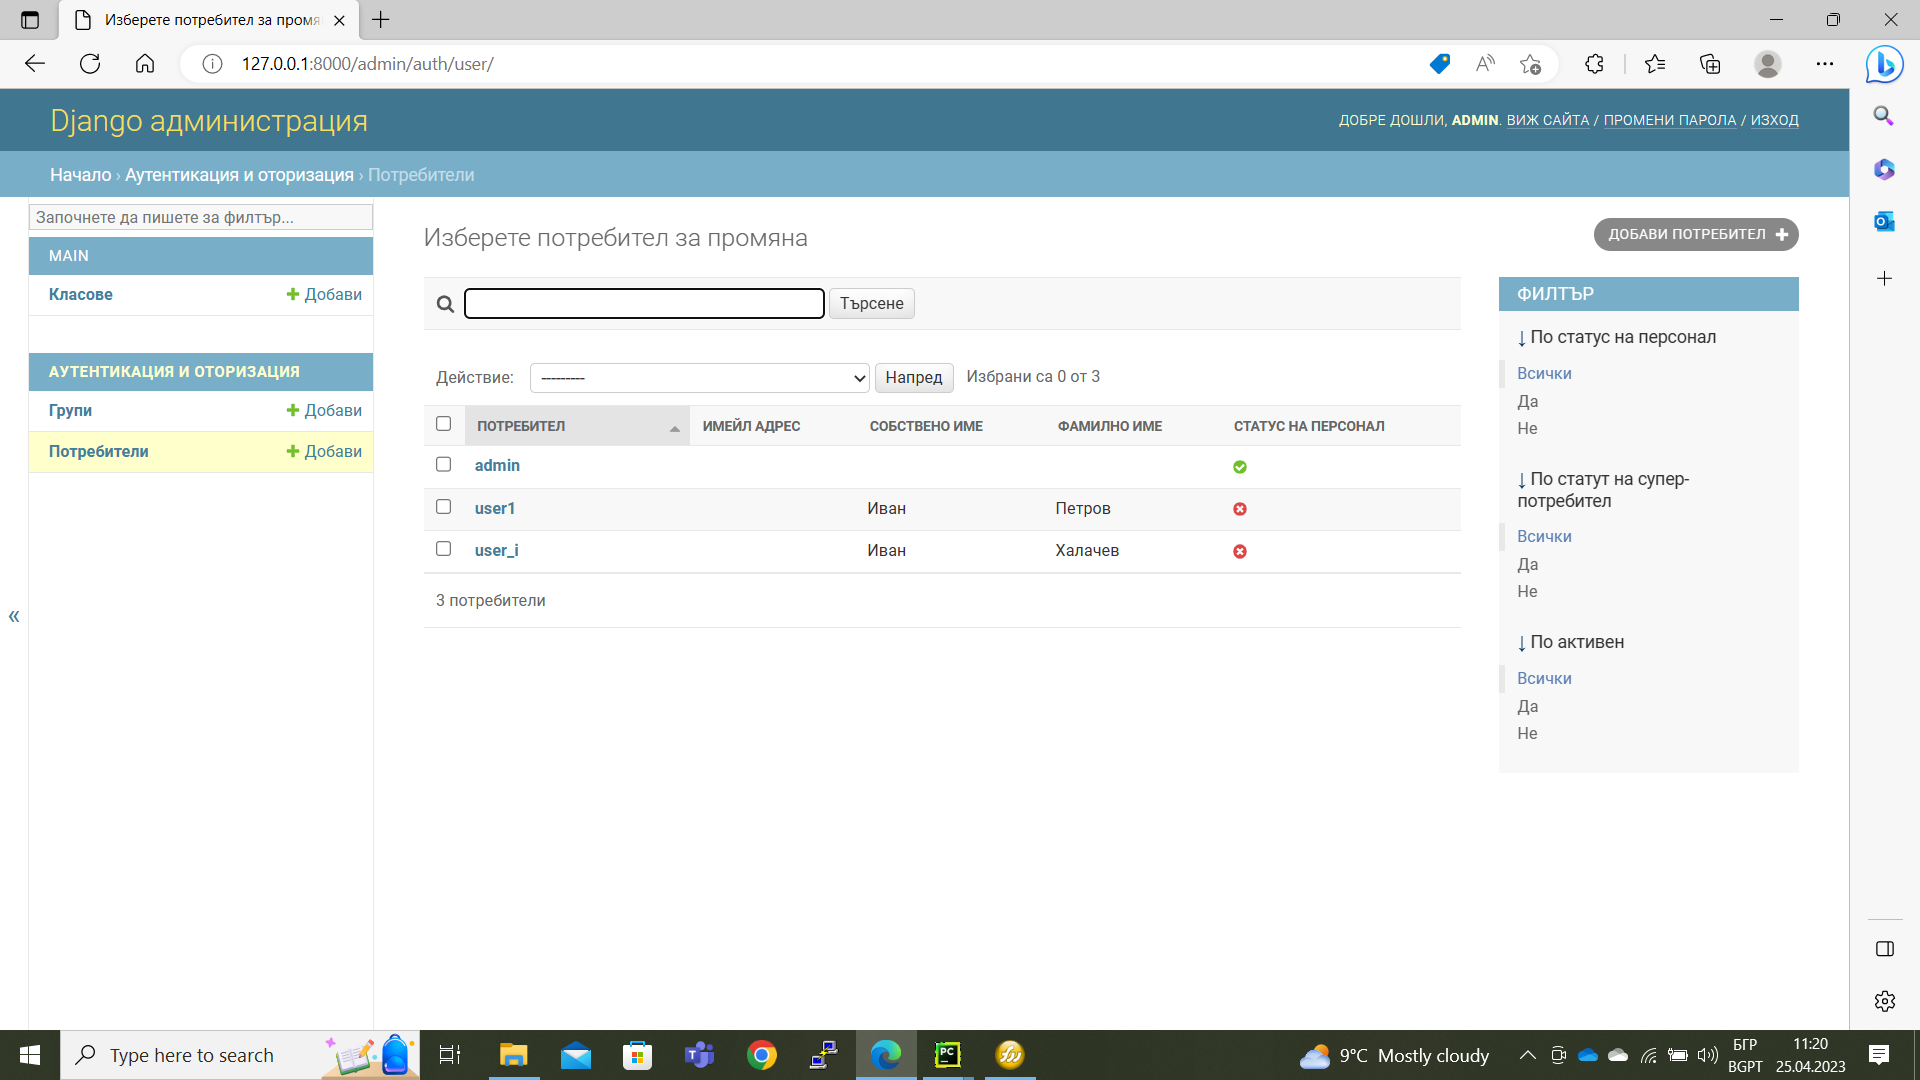 Изберете потребител за промя
127.0.0.1:8000/admin/auth/user/
Django администрация
ДОБРЕ ДОШЛИ, ADMIN. ВИЖ САЙТА / ПРОМЕНИ ПАРОЛА / ИЗХОД
Начало › Аутентикация и оторизация › Потребители
Започнете да пишете за филтър...
MAIN
Класове
Добави
АУТЕНТИКАЦИЯ И ОТОРИЗАЦИЯ
Групи
Добави
Потребители
Добави
«
Изберете потребител за промяна
ДОБАВИ ПОТРЕБИТЕЛ
Търсене
Действие: --------- Напред Избрани са 0 от 3
ПОТРЕБИТЕЛ ИМЕЙЛ АДРЕС СОБСТВЕНО ИМЕ ФАМИЛНО ИМЕ СТАТУС НА ПЕРСОНАЛ
admin
user1 Иван Петров
user_i Иван Халачев
3 потребители
ФИЛТЪР
↓ По статус на персонал
Всички
Да
Не
↓ По статут на супер-
потребител
Всички
Да
Не
↓ По активен
Всички
Да
Не
Type here to search
9°C Mostly cloudy
БГР
BGPT
11:20
25.04.2023